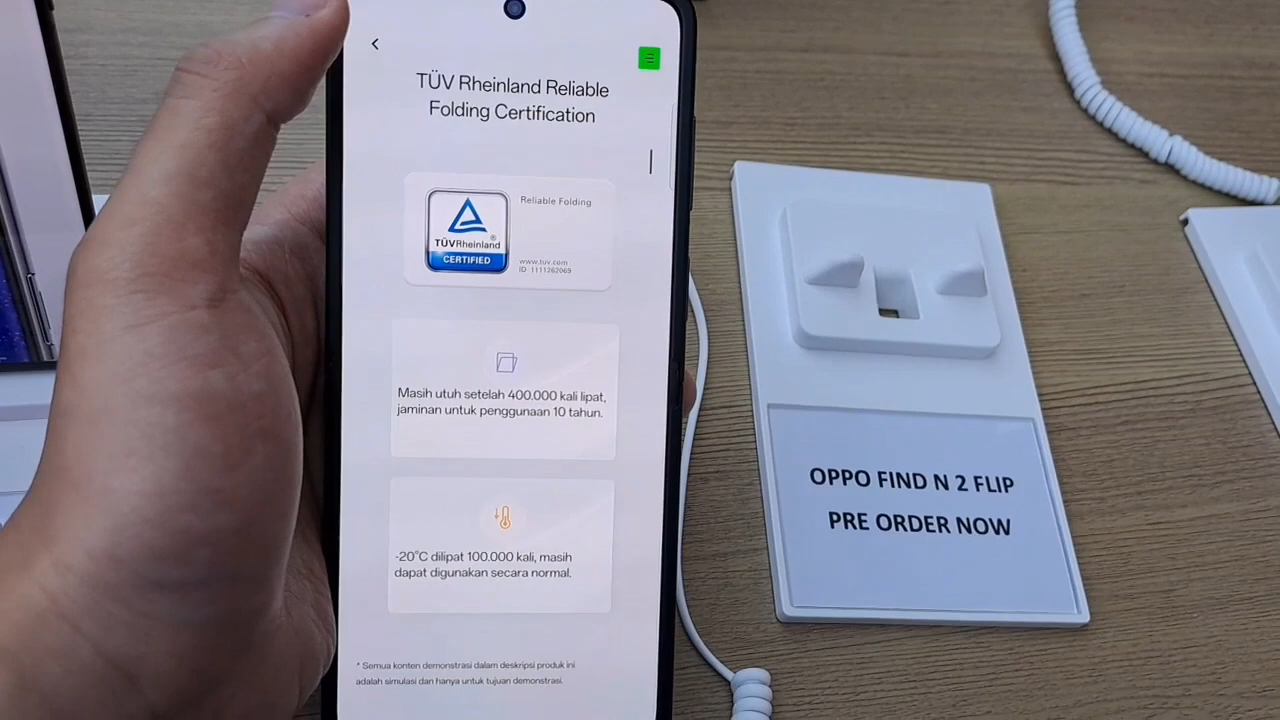 TÜV Rheinland Reliable
Folding Certification
TÜVRheinland®
CERTIFIED
Reliable Folding
www.tuv.com
ID 1111262069
Masih utuh setelah 400.000 kali lipat,
jaminan untuk penggunaan 10 tahun.
-20°C dilipat 100.000 kali, masih
dapat digunakan secara normal.
* Semua konten demonstrasi dalam deskripsi produk ini
adalah simulasi dan hanya untuk tujuan demonstrasi.
OPPO FIND N 2 FLIP
PRE ORDER NOW